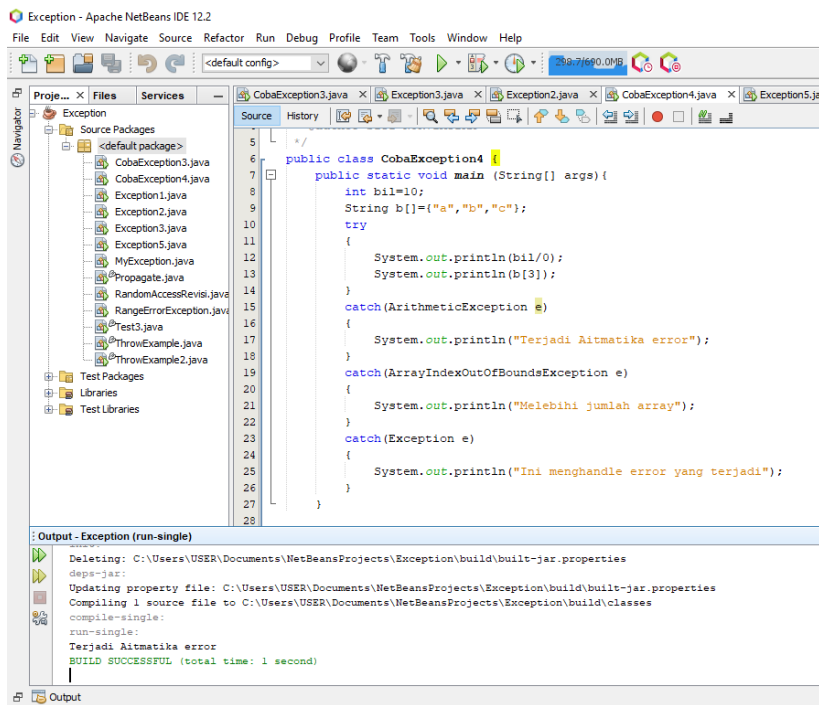 Exception - Apache NetBeans IDE 12.2
File Edit View Navigate Source Refactor Run Debug Profile Team Tools Window Help
<default config>
298.7/690.0MB
Navigator
Proje... × Files Services
Exception
Source Packages
<default package>
CobaException3.java
CobaException4.java
Exception1.java
Exception2.java
Exception3.java
Exception5.java
MyException.java
Propagate.java
RandomAccessRevisi.java
RangeErrorException.java
Test3.java
ThrowExample.java
ThrowExample2.java
Test Packages
Libraries
Test Libraries
CobaException3.java × Exception3.java × Exception2.java × CobaException4.java × Exception5.ja
Source History
5 */
6 public class CobaException4 {
7 public static void main (String[] args){
8 int bil=10;
9 String b[]={"a","b","c"};
10 try
11 {
12 System.out.println(bil/0);
13 System.out.println(b[3]);
14 }
15 catch(ArithmeticException e)
16 {
17 System.out.println("Terjadi Aitmatika error");
18 }
19 catch(ArrayIndexOutOfBoundsException e)
20 {
21 System.out.println("Melebihi jumlah array");
22 }
23 catch(Exception e)
24 {
25 System.out.println("Ini menghandle error yang terjadi");
26 }
27 }
28
Output - Exception (run-single)
Deleting: C:\Users\USER\Documents\NetBeansProjects\Exception\build\built-jar.properties
deps-jar:
Updating property file: C:\Users\USER\Documents\NetBeansProjects\Exception\build\built-jar.properties
Compiling 1 source file to C:\Users\USER\Documents\NetBeansProjects\Exception\build\classes
compile-single:
run-single:
Terjadi Aitmatika error
BUILD SUCCESSFUL (total time: 1 second)
Output